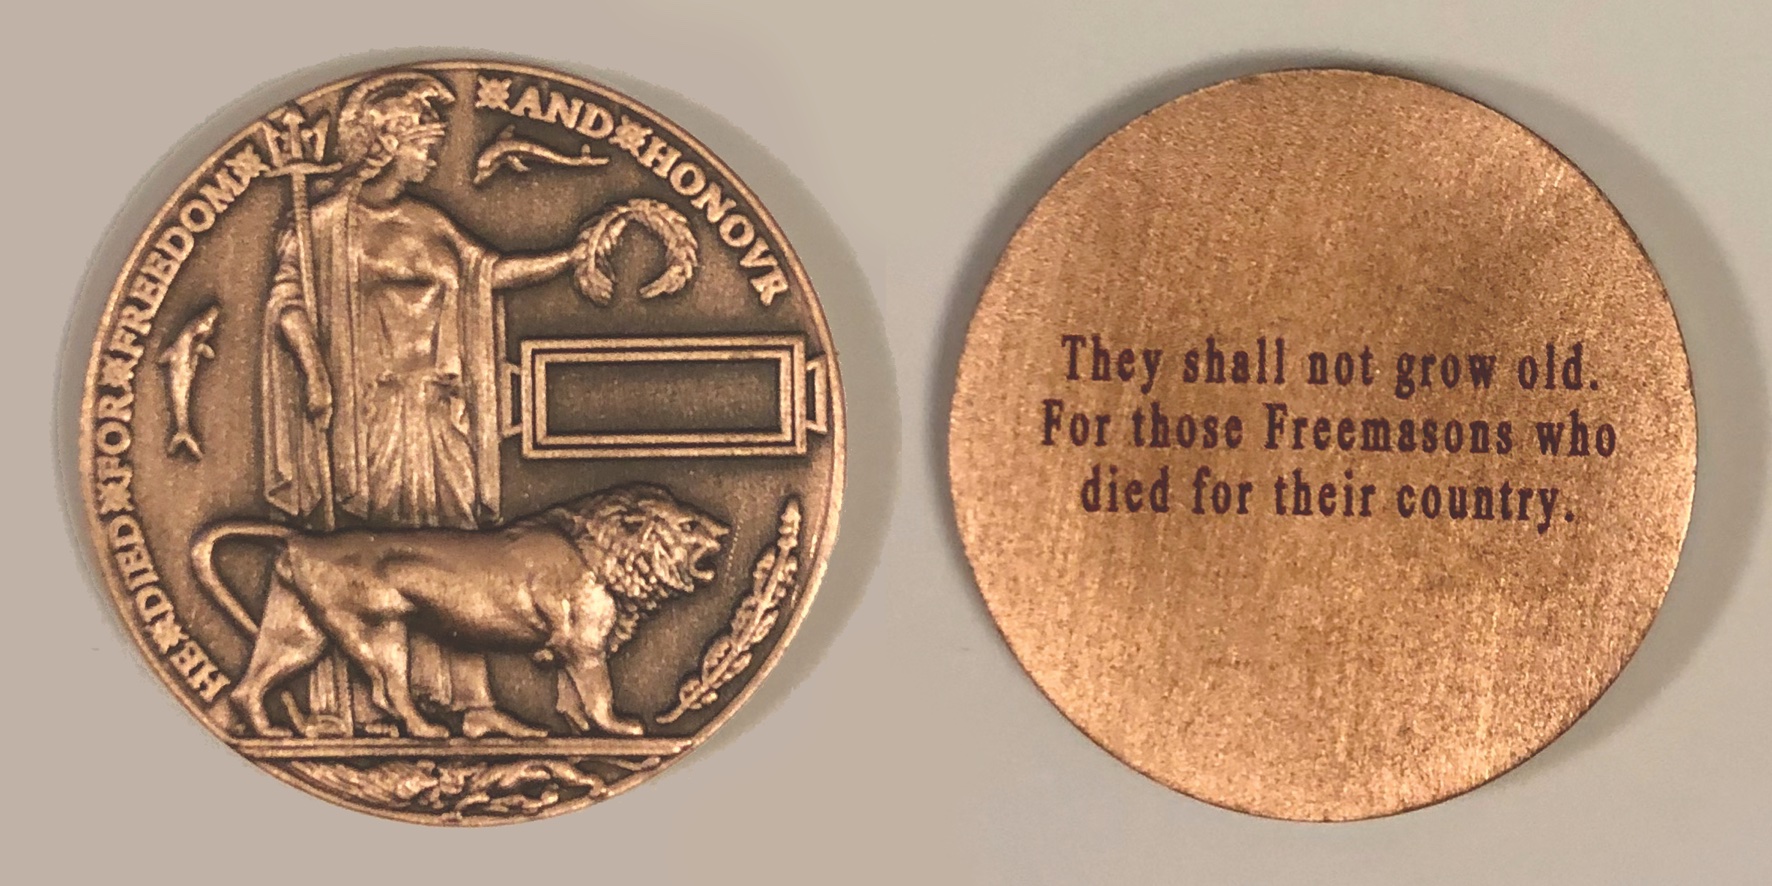 HE DIED FOR FREEDOM AND HONOVR
They shall not grow old.
For those Freemasons who
died for their country.